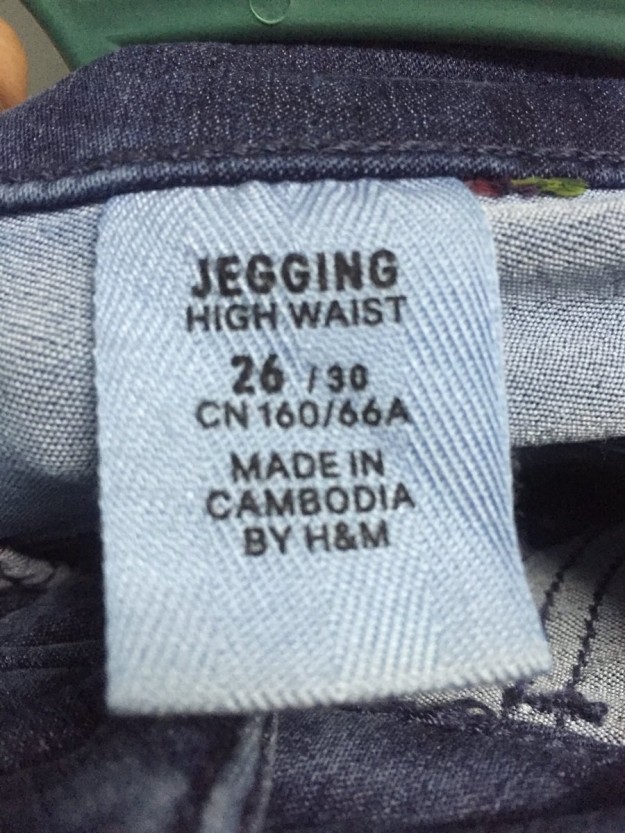 JEGGING
HIGH WAIST
26 / 30
CN 160/66A
MADE IN
CAMBODIA
BY H&M